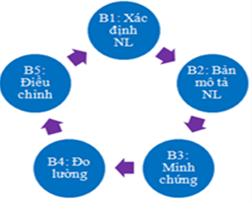 B1: Xác
định
NL
B2: Bản
mô tả
NL
B3:
Minh
chứng
B4: Đo
lường
B5:
Điều
chỉnh